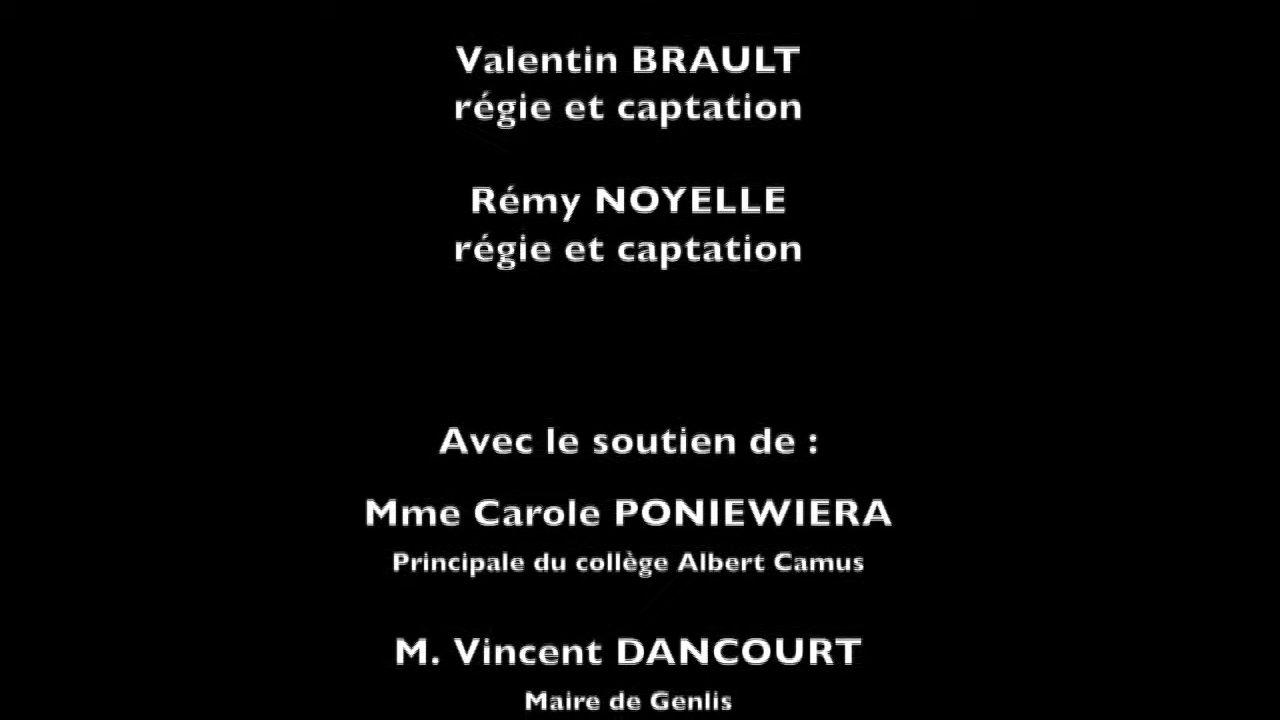 Valentin BRAULT
régie et captation
Rémy NOYELLE
régie et captation
Avec le soutien de :
Mme Carole PONIEWIERA
Principale du collège Albert Camus
M. Vincent DANCOURT
Maire de Genlis